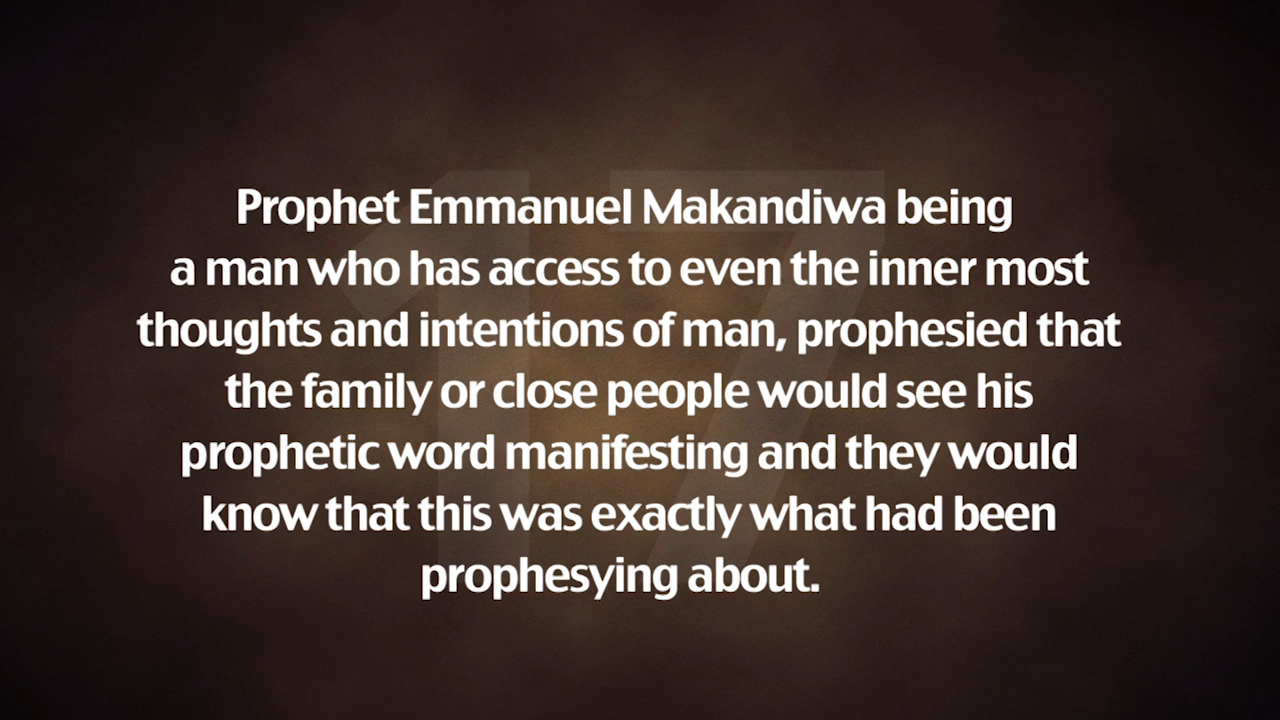 17
Prophet Emmanuel Makandiwa being
a man who has access to even the inner most
thoughts and intentions of man, prophesied that
the family or close people would see his
prophetic word manifesting and they would
know that this was exactly what had been
prophesying about.